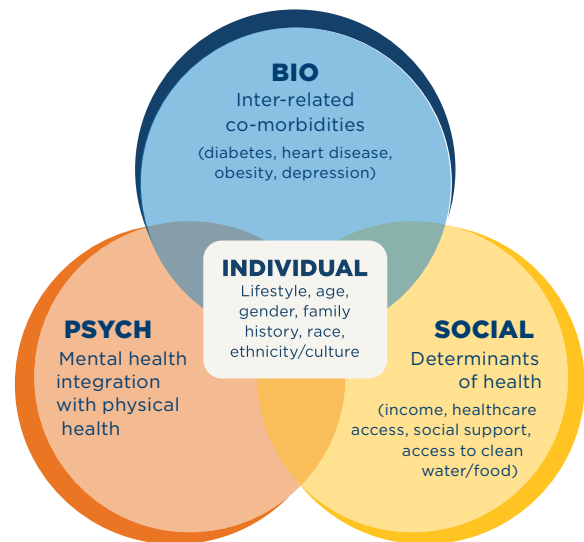 BIO
Inter-related
co-morbidities
(diabetes, heart disease,
obesity, depression)
INDIVIDUAL
Lifestyle, age,
gender, family
history, race,
ethnicity/culture
PSYCH
Mental health
integration
with physical
health
SOCIAL
Determinants
of health
(income, healthcare
access, social support,
access to clean
water/food)